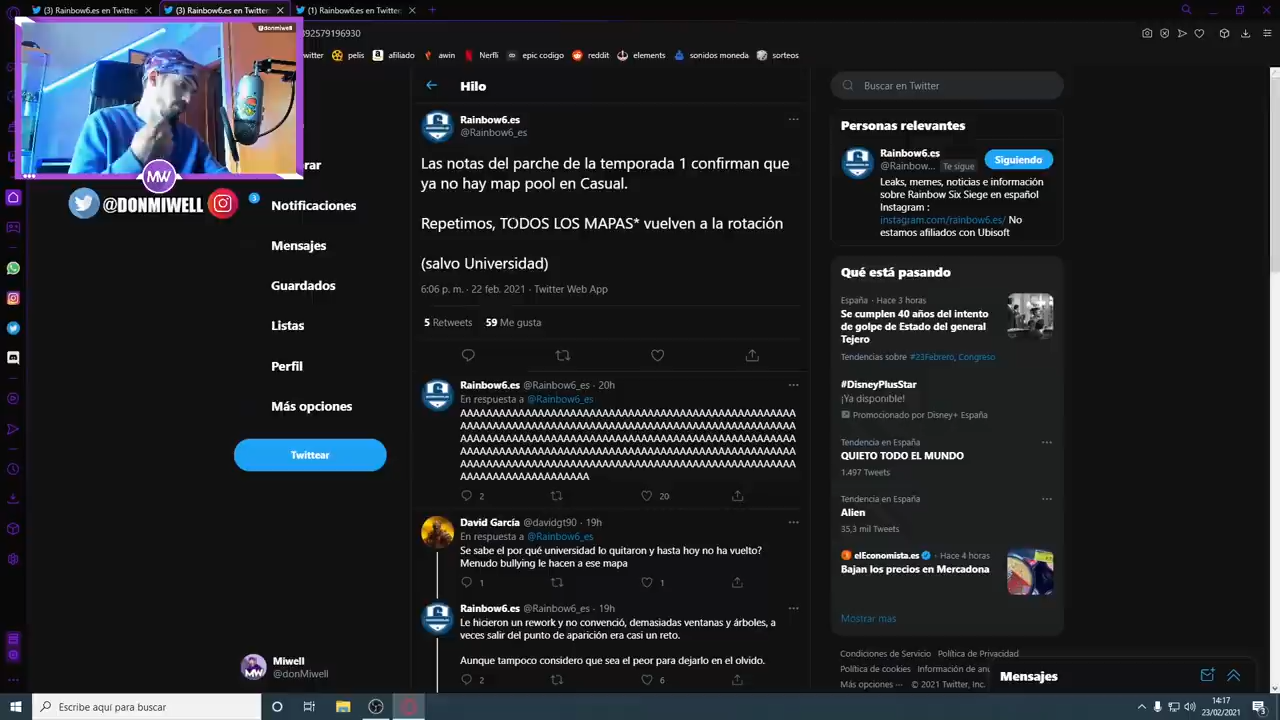 (3) Rainbow6.es en Twitter
(3) Rainbow6.es en Twitter
(1) Rainbow6.es en Twitter
392579196930
@donmiwell
witter
pelis
afiliado
awin
Nerfli
epic codigo
reddit
elements
sonidos moneda
sorteos
MW
@DONMIWELL
3
Notificaciones
Mensajes
Guardados
Listas
Perfil
Más opciones
Twittear
Miwell
@donMiwell
Hilo
Rainbow6.es
@Rainbow6_es
Las notas del parche de la temporada 1 confirman que
ya no hay map pool en Casual.
Repetimos, TODOS LOS MAPAS* vuelven a la rotación
(salvo Universidad)
6:06 p. m. · 22 feb. 2021 · Twitter Web App
5 Retweets 59 Me gusta
Rainbow6.es @Rainbow6_es · 20h
En respuesta a @Rainbow6_es
2 20
David García @davidgt90 · 19h
En respuesta a @Rainbow6_es
Se sabe el por qué universidad lo quitaron y hasta hoy no ha vuelto?
Menudo bullying le hacen a ese mapa
1 1
Rainbow6.es @Rainbow6_es · 19h
Le hicieron un rework y no convenció, demasiadas ventanas y árboles, a
veces salir del punto de aparición era casi un reto.
Aunque tampoco considero que sea el peor para dejarlo en el olvido.
2 6
Buscar en Twitter
Personas relevantes
Rainbow6.es
@Rainbow... Te sigue
Siguiendo
Leaks, memes, noticias e información
sobre Rainbow Six Siege en español
Instagram :
instagram.com/rainbow6.es/ No
estamos afiliados con Ubisoft
Qué está pasando
España · Hace 3 horas
Se cumplen 40 años del intento
de golpe de Estado del general
Tejero
Tendencias sobre #23Febrero, Congreso
#DisneyPlusStar
¡Ya disponible!
Promocionado por Disney+ España
Tendencia en España
QUIETO TODO EL MUNDO
1.497 Tweets
Tendencia en España
Alien
35,3 mil Tweets
elEconomista.es · Hace 4 horas
Bajan los precios en Mercadona
Mostrar más
Condiciones de Servicio Política de Privacidad
Política de cookies Información de anu
Más opciones ··· © 2021 Twitter, Inc.
Mensajes
Escribe aquí para buscar
14:17
23/02/2021
3